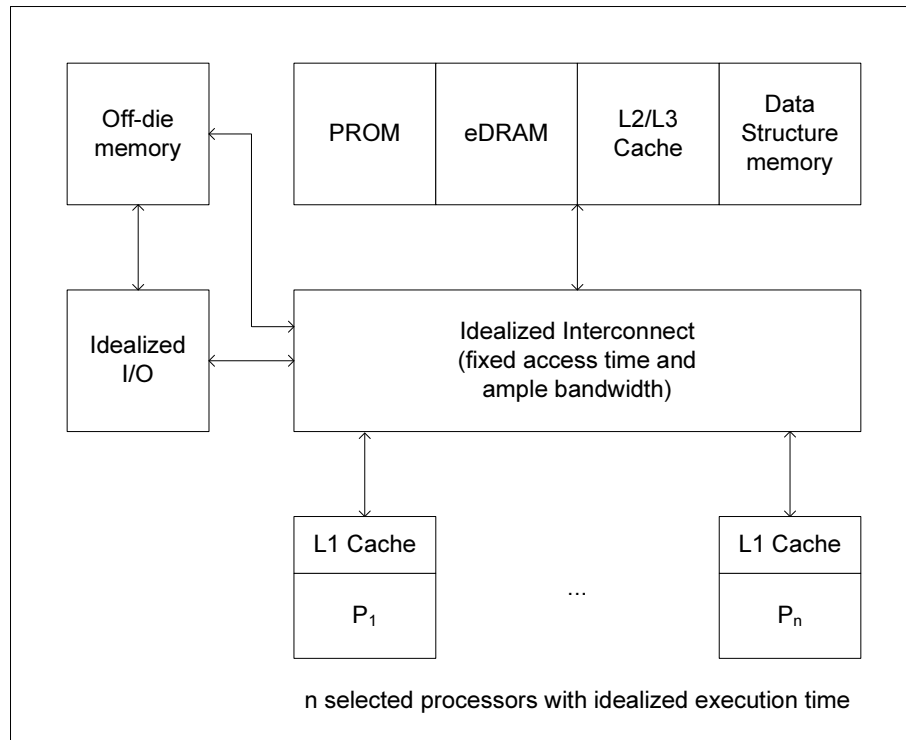 Off-die
memory
PROM
eDRAM
L2/L3
Cache
Data
Structure
memory
Idealized
I/O
Idealized Interconnect
(fixed access time and
ample bandwidth)
L1 Cache
P1
...
L1 Cache
Pn
n selected processors with idealized execution time